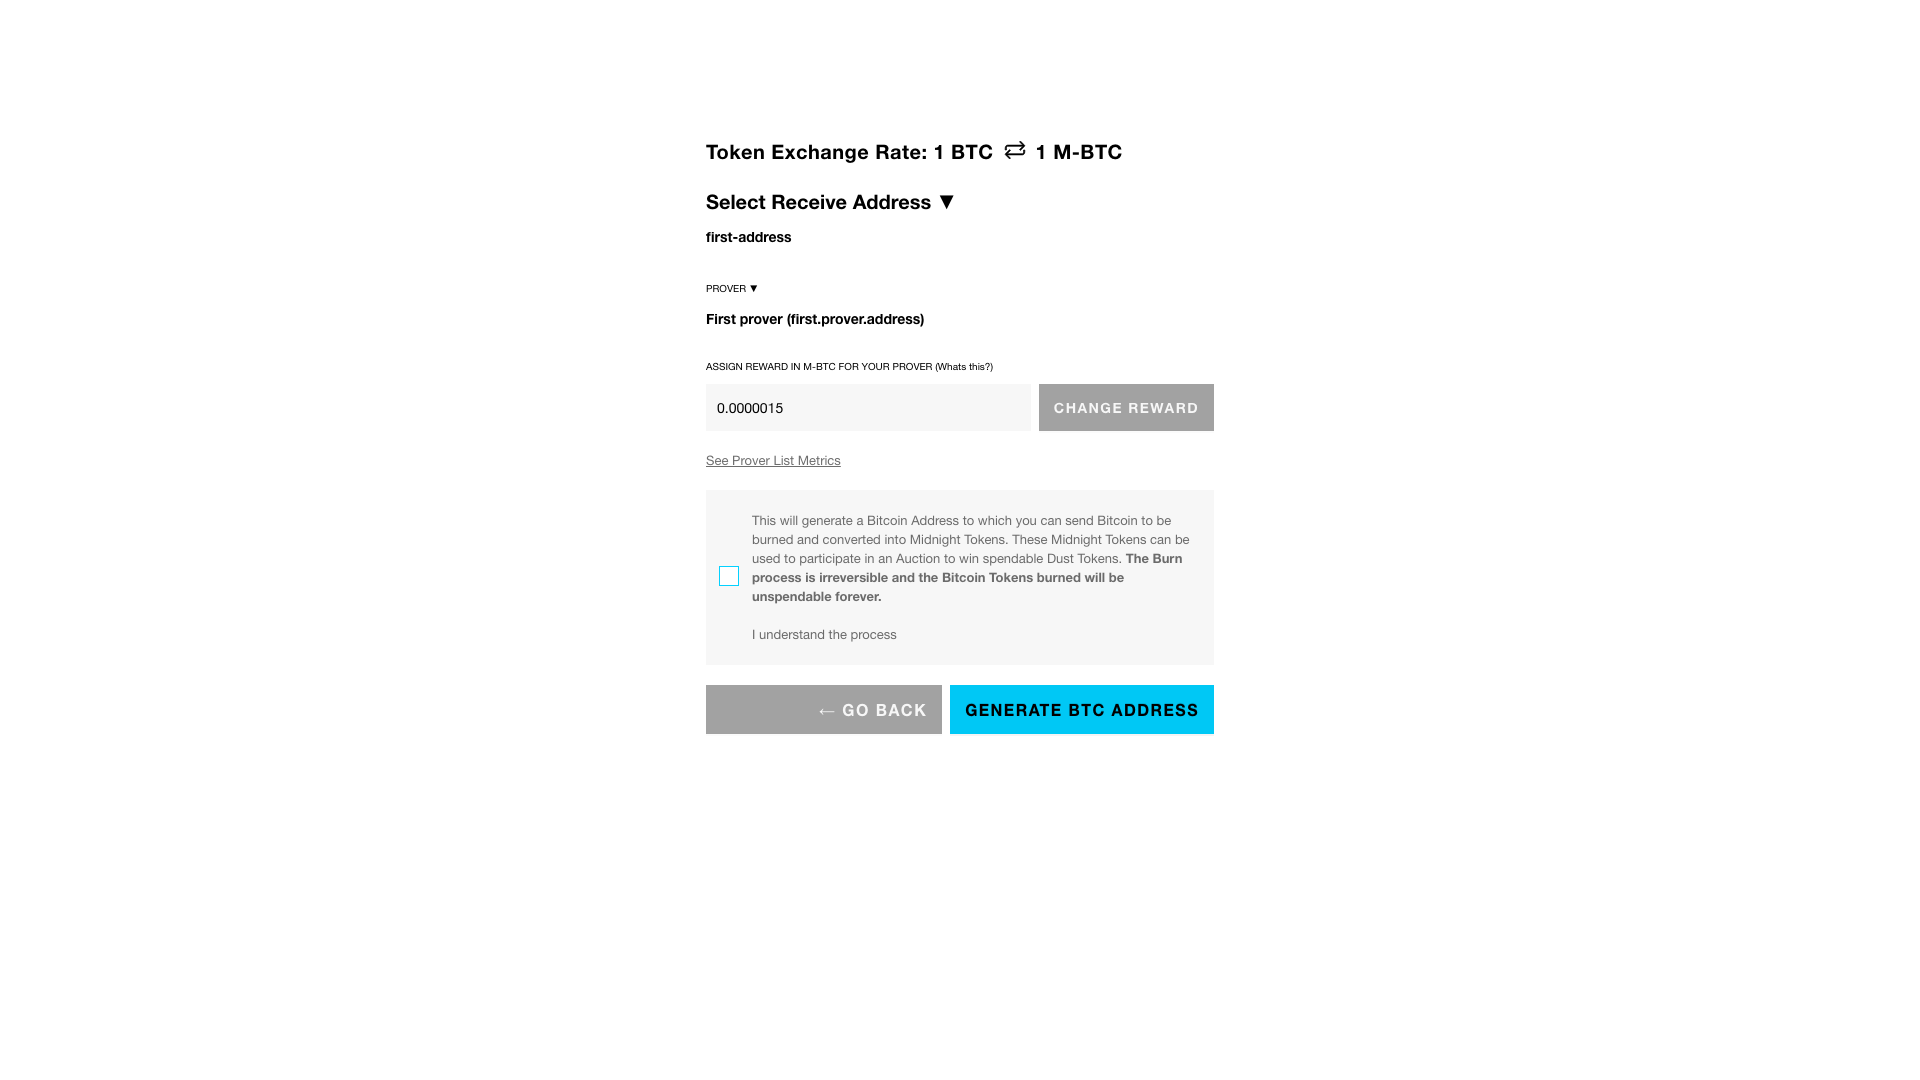 Token Exchange Rate: 1 BTC 1 M-BTC
Select Receive Address ▼
first-address
PROVER ▼
First prover (first.prover.address)
ASSIGN REWARD IN M-BTC FOR YOUR PROVER (Whats this?)
0.0000015
CHANGE REWARD
See Prover List Metrics
This will generate a Bitcoin Address to which you can send Bitcoin to be
burned and converted into Midnight Tokens. These Midnight Tokens can be
used to participate in an Auction to win spendable Dust Tokens. The Burn
process is irreversible and the Bitcoin Tokens burned will be
unspendable forever.
I understand the process
← GO BACK
GENERATE BTC ADDRESS